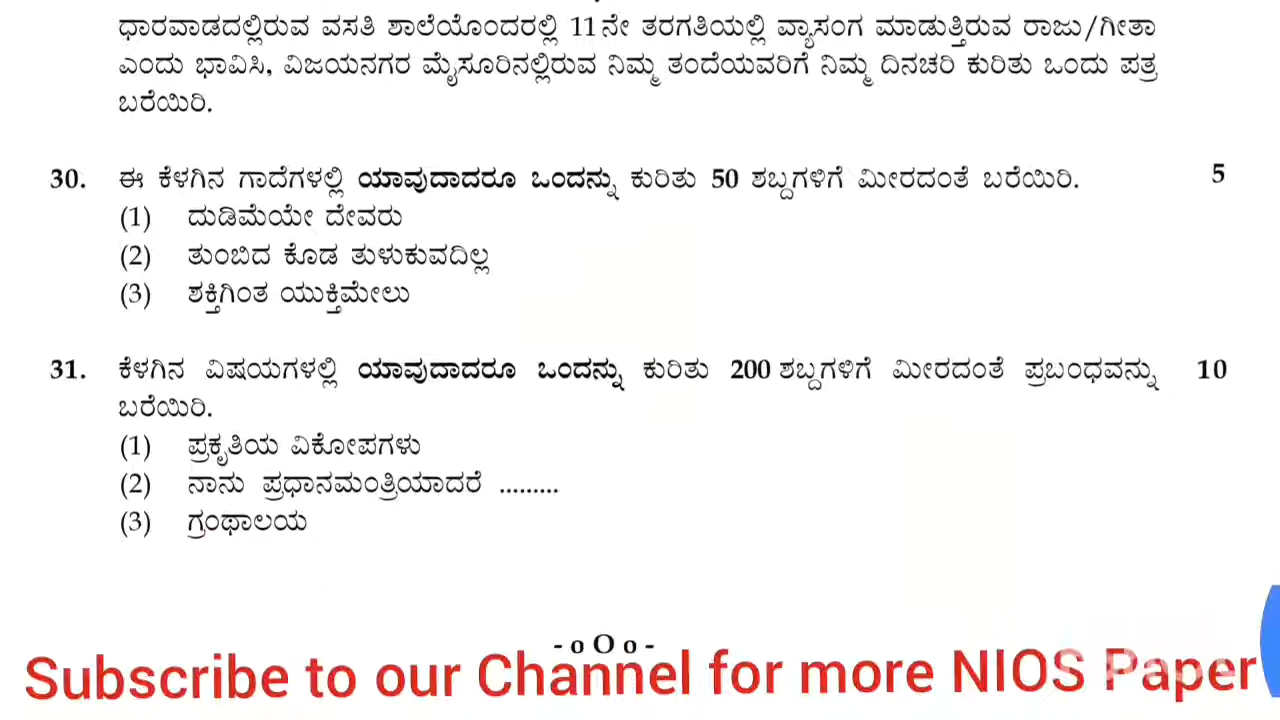 ಧಾರವಾಡದಲ್ಲಿರುವ ವಸತಿ ಶಾಲೆಯೊಂದರಲ್ಲಿ 11ನೇ ತರಗತಿಯಲ್ಲಿ ವ್ಯಾಸಂಗ ಮಾಡುತ್ತಿರುವ ರಾಜು/ಗೀತಾ
ಎಂದು ಭಾವಿಸಿ, ವಿಜಯನಗರ ಮೈಸೂರಿನಲ್ಲಿರುವ ನಿಮ್ಮ ತಂದೆಯವರಿಗೆ ನಿಮ್ಮ ದಿನಚರಿ ಕುರಿತು ಒಂದು ಪತ್ರ
ಬರೆಯಿರಿ.
30. ಈ ಕೆಳಗಿನ ಗಾದೆಗಳಲ್ಲಿ ಯಾವುದಾದರೂ ಒಂದನ್ನು ಕುರಿತು 50 ಶಬ್ದಗಳಿಗೆ ಮೀರದಂತೆ ಬರೆಯಿರಿ. 5
(1) ದುಡಿಮೆಯೇ ದೇವರು
(2) ತುಂಬಿದ ಕೊಡ ತುಳುಕುವದಿಲ್ಲ
(3) ಶಕ್ತಿಗಿಂತ ಯುಕ್ತಿಮೇಲು
31. ಕೆಳಗಿನ ವಿಷಯಗಳಲ್ಲಿ ಯಾವುದಾದರೂ ಒಂದನ್ನು ಕುರಿತು 200 ಶಬ್ದಗಳಿಗೆ ಮೀರದಂತೆ ಪ್ರಬಂಧವನ್ನು 10
ಬರೆಯಿರಿ.
(1) ಪ್ರಕೃತಿಯ ವಿಕೋಪಗಳು
(2) ನಾನು ಪ್ರಧಾನಮಂತ್ರಿಯಾದರೆ .........
(3) ಗ್ರಂಥಾಲಯ
- o O o -
Subscribe to our Channel for more NIOS Paper